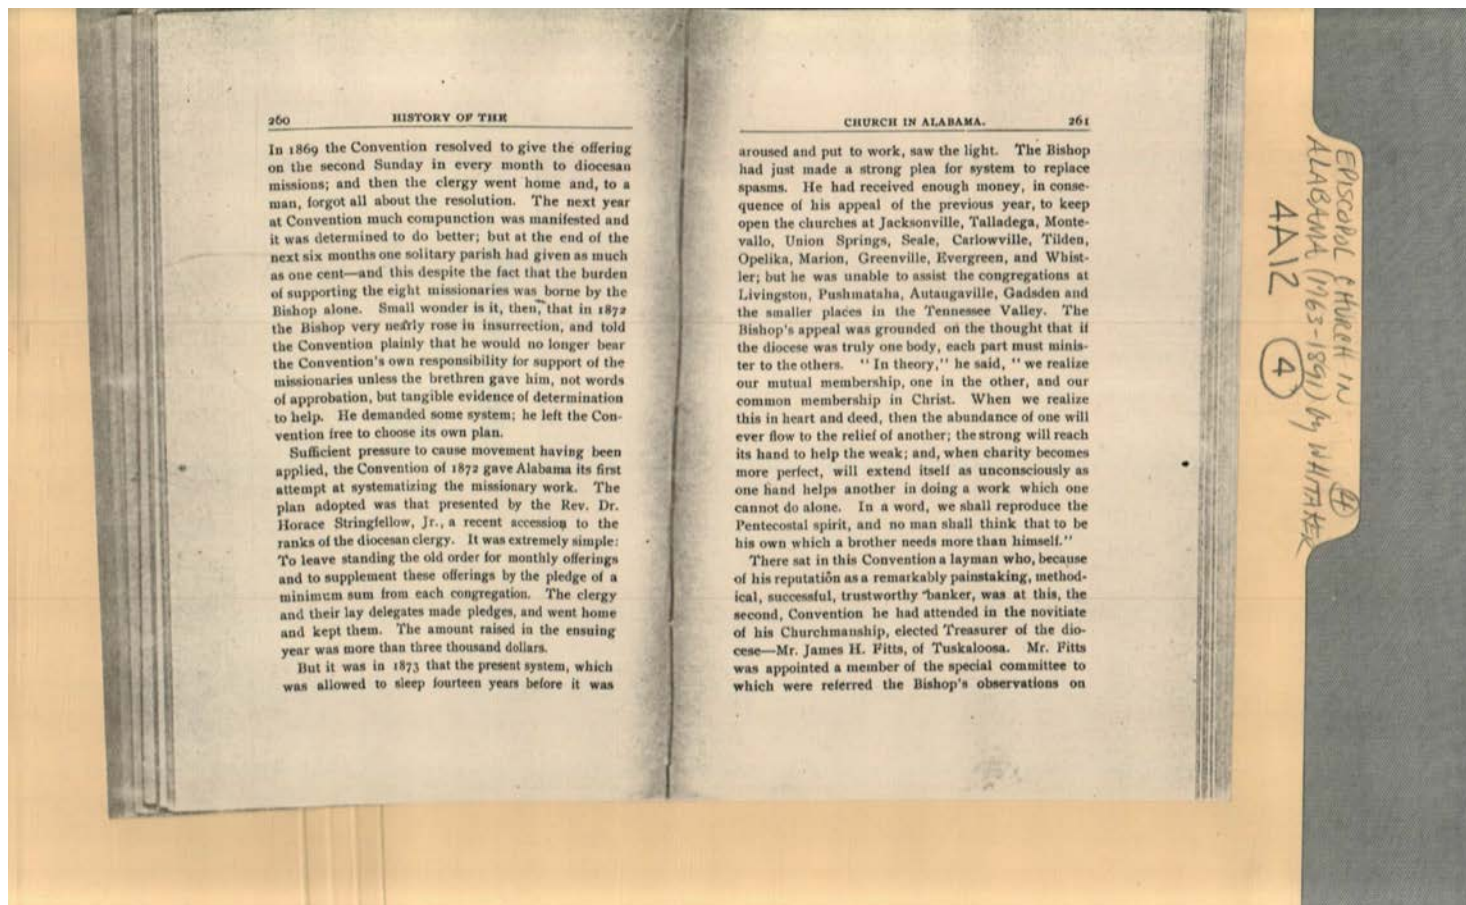 260 HISTORY OF THE
In 1869 the Convention resolved to give the offering
on the second Sunday in every month to diocesan
missions; and then the clergy went home and, to a
man, forgot all about the resolution. The next year
at Convention much compunction was manifested and
it was determined to do better; but at the end of the
next six months one solitary parish had given as much
as one cent—and this despite the fact that the burden
of supporting the eight missionaries was borne by the
Bishop alone. Small wonder is it, then, that in 1872
the Bishop very nearly rose in insurrection, and told
the Convention plainly that he would no longer bear
the Convention's own responsibility for support of the
missionaries unless the brethren gave him, not words
of approbation, but tangible evidence of determination
to help. He demanded some system; he left the Con-
vention free to choose its own plan.
Sufficient pressure to cause movement having been
applied, the Convention of 1872 gave Alabama its first
attempt at systematizing the missionary work. The
plan adopted was that presented by the Rev. Dr.
Horace Stringfellow, Jr., a recent accession to the
ranks of the diocesan clergy. It was extremely simple:
To leave standing the old order for monthly offerings
and to supplement these offerings by the pledge of a
minimum sum from each congregation. The clergy
and their lay delegates made pledges, and went home
and kept them. The amount raised in the ensuing
year was more than three thousand dollars.
But it was in 1873 that the present system, which
was allowed to sleep fourteen years before it was
CHURCH IN ALABAMA. 261
aroused and put to work, saw the light. The Bishop
had just made a strong plea for system to replace
spasms. He had received enough money, in conse-
quence of his appeal of the previous year, to keep
open the churches at Jacksonville, Talladega, Monte-
vallo, Union Springs, Seale, Carlowville, Tilden,
Opelika, Marion, Greenville, Evergreen, and Whist-
ler; but he was unable to assist the congregations at
Livingston, Pushmataha, Autaugaville, Gadsden and
the smaller places in the Tennessee Valley. The
Bishop's appeal was grounded on the thought that if
the diocese was truly one body, each part must minis-
ter to the others. "In theory," he said, "we realize
our mutual membership, one in the other, and our
common membership in Christ. When we realize
this in heart and deed, then the abundance of one will
ever flow to the relief of another; the strong will reach
its hand to help the weak; and, when charity becomes
more perfect, will extend itself as unconsciously as
one hand helps another in doing a work which one
cannot do alone. In a word, we shall reproduce the
Pentecostal spirit, and no man shall think that to be
his own which a brother needs more than himself."
There sat in this Convention a layman who, because
of his reputation as a remarkably painstaking, method-
ical, successful, trustworthy banker, was at this, the
second, Convention he had attended in the novitiate
of his Churchmanship, elected Treasurer of the dio-
cese—Mr. James H. Fitts, of Tuskaloosa. Mr. Fitts
was appointed a member of the special committee to
which were referred the Bishop's observations on
EPISCOPOL CHURCH IN
ALABANA (1763-1891) by WHITAKER
4A12 4